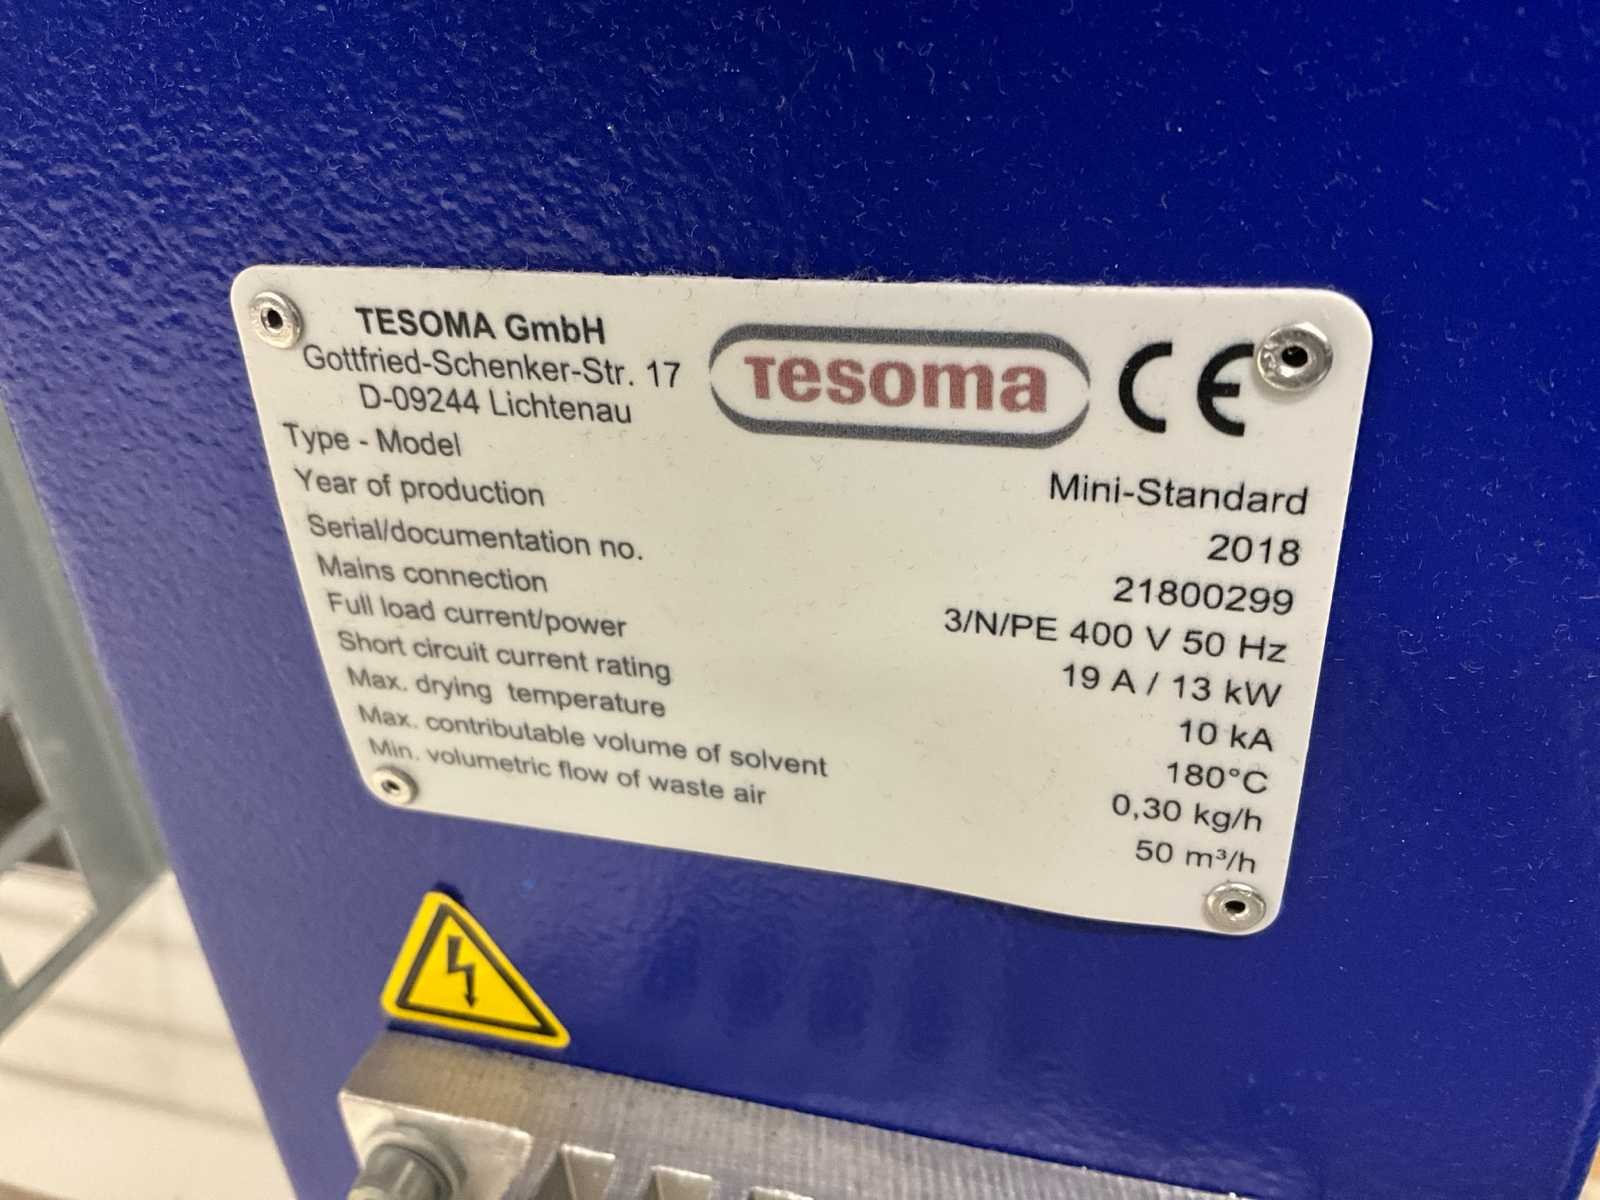 TESOMA GmbH
Gottfried-Schenker-Str. 17
D-09244 Lichtenau
Tesoma
CE
Type - Model Mini-Standard
Year of production 2018
Serial/documentation no. 21800299
Mains connection 3/N/PE 400 V 50 Hz
Full load current/power 19 A / 13 kW
Short circuit current rating 10 kA
Max. drying temperature 180°C
Max. contributable volume of solvent 0,30 kg/h
Min. volumetric flow of waste air 50 m³/h